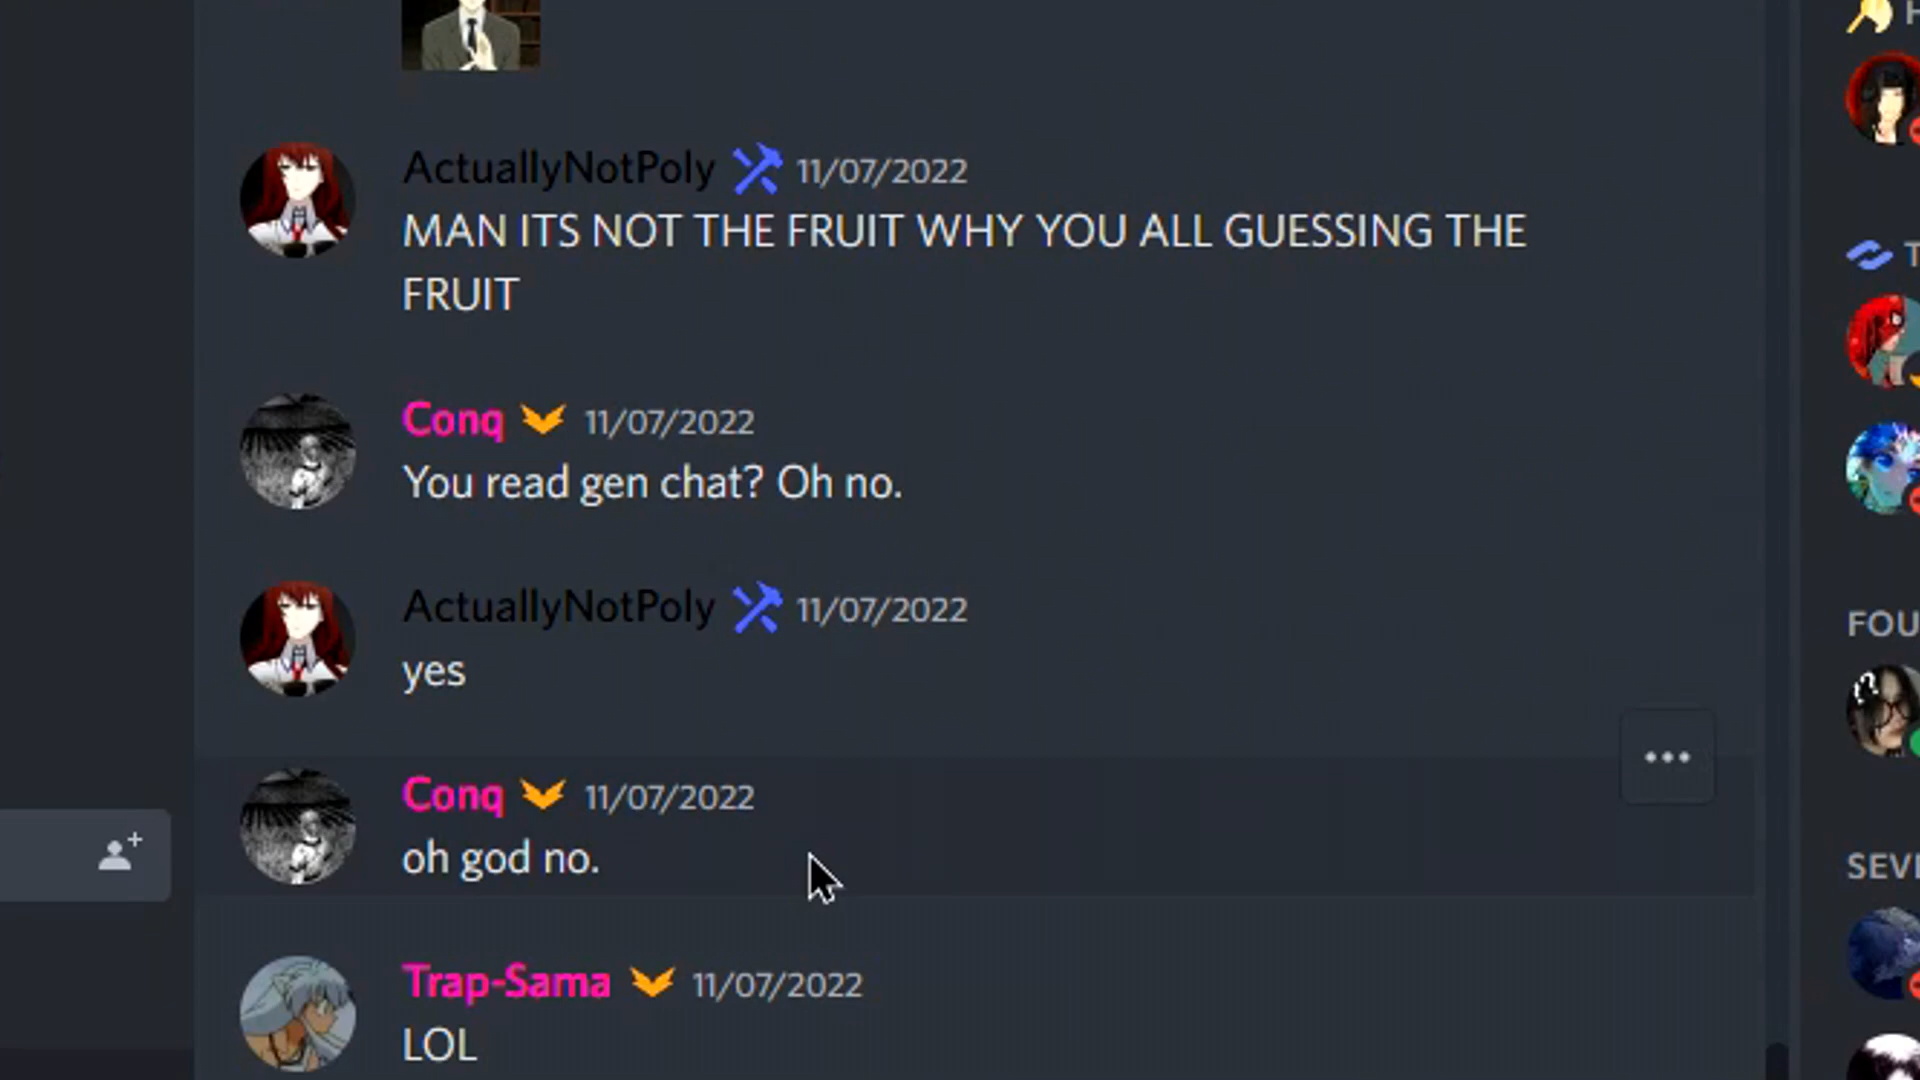 ActuallyNotPoly 11/07/2022
MAN ITS NOT THE FRUIT WHY YOU ALL GUESSING THE
FRUIT
Conq 11/07/2022
You read gen chat? Oh no.
ActuallyNotPoly 11/07/2022
yes
Conq 11/07/2022
oh god no.
Trap-Sama 11/07/2022
LOL
H
T
FOU
SEVE